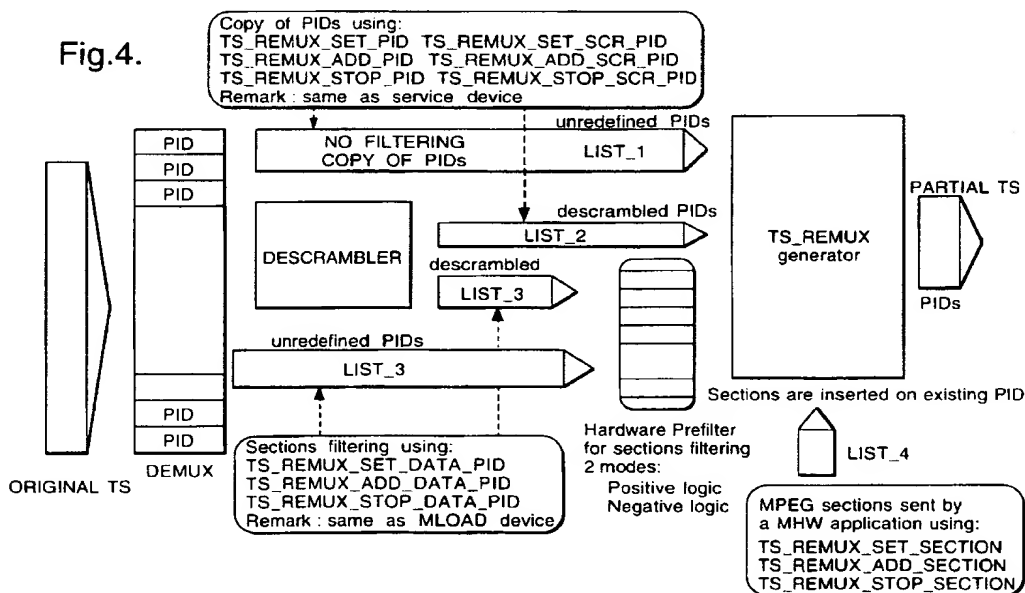 Fig.4.
Copy of PIDs using:
TS_REMUX_SET_PID TS_REMUX_SET_SCR_PID
TS_REMUX_ADD_PID TS_REMUX_ADD_SCR_PID
TS_REMUX_STOP_PID TS_REMUX_STOP_SCR_PID
Remark : same as service device
unredefined PIDs
NO FILTERING
COPY OF PIDs
LIST_1
PID
PID
PID
PID
PID
DEMUX
ORIGINAL TS
DESCRAMBLER
descrambled PIDs
LIST_2
descrambled
LIST_3
unredefined PIDs
LIST_3
TS_REMUX
generator
PARTIAL TS
PIDs
Sections are inserted on existing PID
Sections filtering using:
TS_REMUX_SET_DATA_PID
TS_REMUX_ADD_DATA_PID
TS_REMUX_STOP_DATA_PID
Remark : same as MLOAD device
Hardware Prefilter
for sections filtering
2 modes:
Positive logic
Negative logic
LIST_4
MPEG sections sent by
a MHW application using:
TS_REMUX_SET_SECTION
TS_REMUX_ADD_SECTION
TS_REMUX_STOP_SECTION